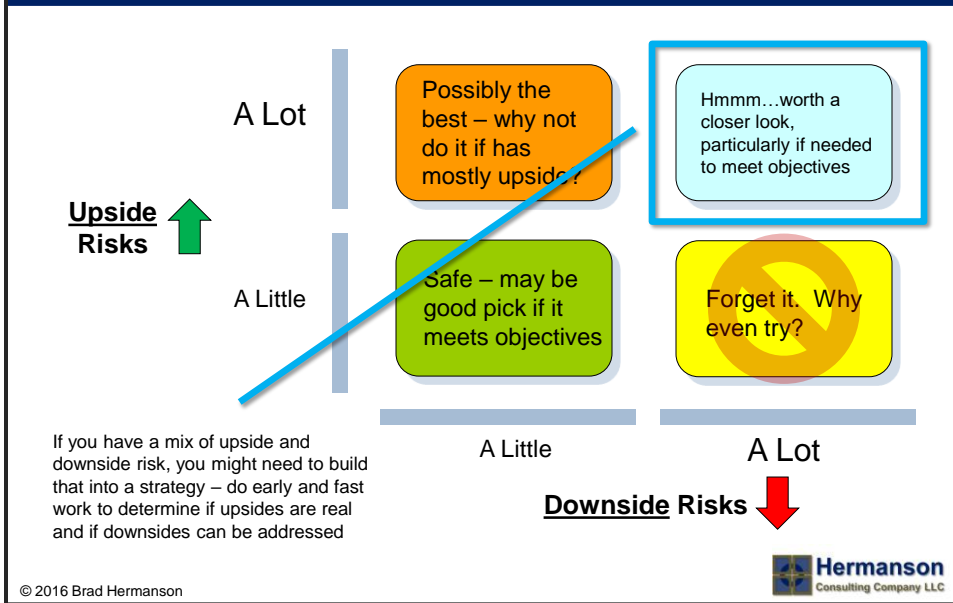 A Lot
Possibly the
best – why not
do it if has
mostly upside?
Hmmm…worth a
closer look,
particularly if needed
to meet objectives
Upside
Risks
A Little
Safe – may be
good pick if it
meets objectives
Forget it.  Why
even try?
If you have a mix of upside and
downside risk, you might need to build
that into a strategy – do early and fast
work to determine if upsides are real
and if downsides can be addressed
A Little
A Lot
Downside Risks
© 2016 Brad Hermanson
Hermanson
Consulting Company LLC